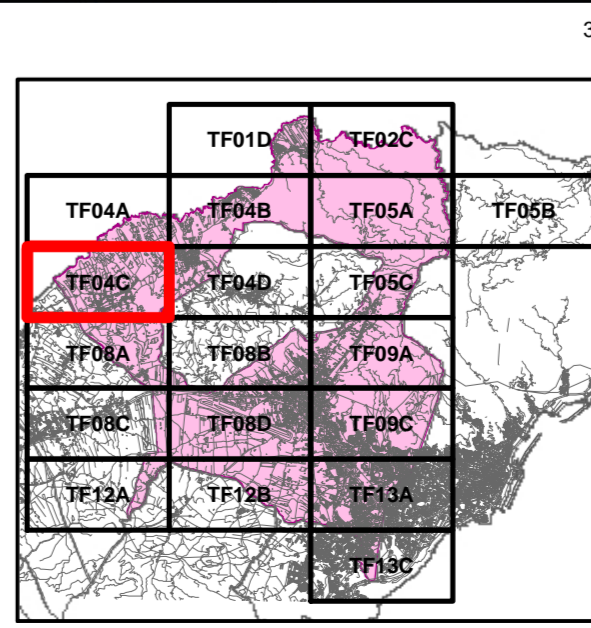 3
TF01D TF02C
TF04A TF04B TF05A TF05B
TF04C TF04D TF05C
TF08A TF08B TF09A
TF08C TF08D TF09C
TF12A TF12B TF13A
TF13C